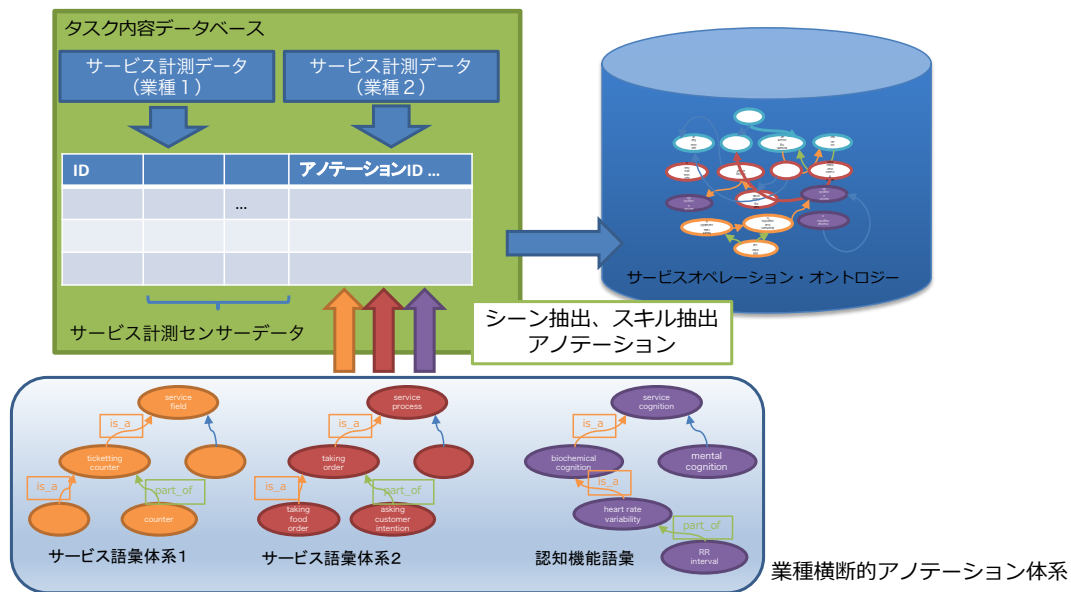 タスク内容データベース
サービス計測データ
（業種１）
サービス計測データ
（業種２）
ID
アノテーションID ...
...
サービス計測センサーデータ
サービスオペレーション・オントロジー
シーン抽出、スキル抽出
アノテーション
service
field
is_a
ticketting
counter
is_a
part_of
counter
サービス語彙体系1
service
process
is_a
taking
order
is_a
part_of
taking
food
order
asking
customer
intention
サービス語彙体系2
service
cognition
is_a
biochemical
cognition
mental
cognition
is_a
heart rate
variability
part_of
RR
interval
認知機能語彙
業種横断的アノテーション体系